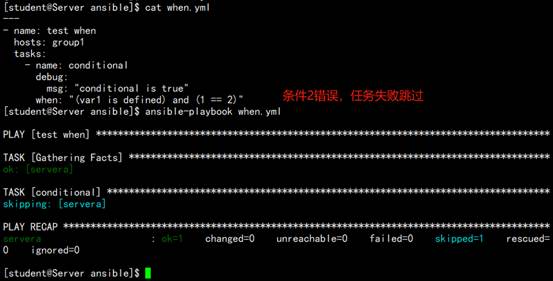 [student@Server ansible]$ cat when.yml
---
- name: test when
  hosts: group1
  tasks:
    - name: conditional
      debug:
        msg: "conditional is true"
      when: "(var1 is defined) and (1 == 2)" 条件2错误，任务失败跳过
[student@Server ansible]$ ansible-playbook when.yml
PLAY [test when] ******************************************************************************
TASK [Gathering Facts] ************************************************************************
ok: [servera]
TASK [conditional] ****************************************************************************
skipping: [servera]
PLAY RECAP ************************************************************************************
servera : ok=1 changed=0 unreachable=0 failed=0 skipped=1 rescued=
0 ignored=0
[student@Server ansible]$